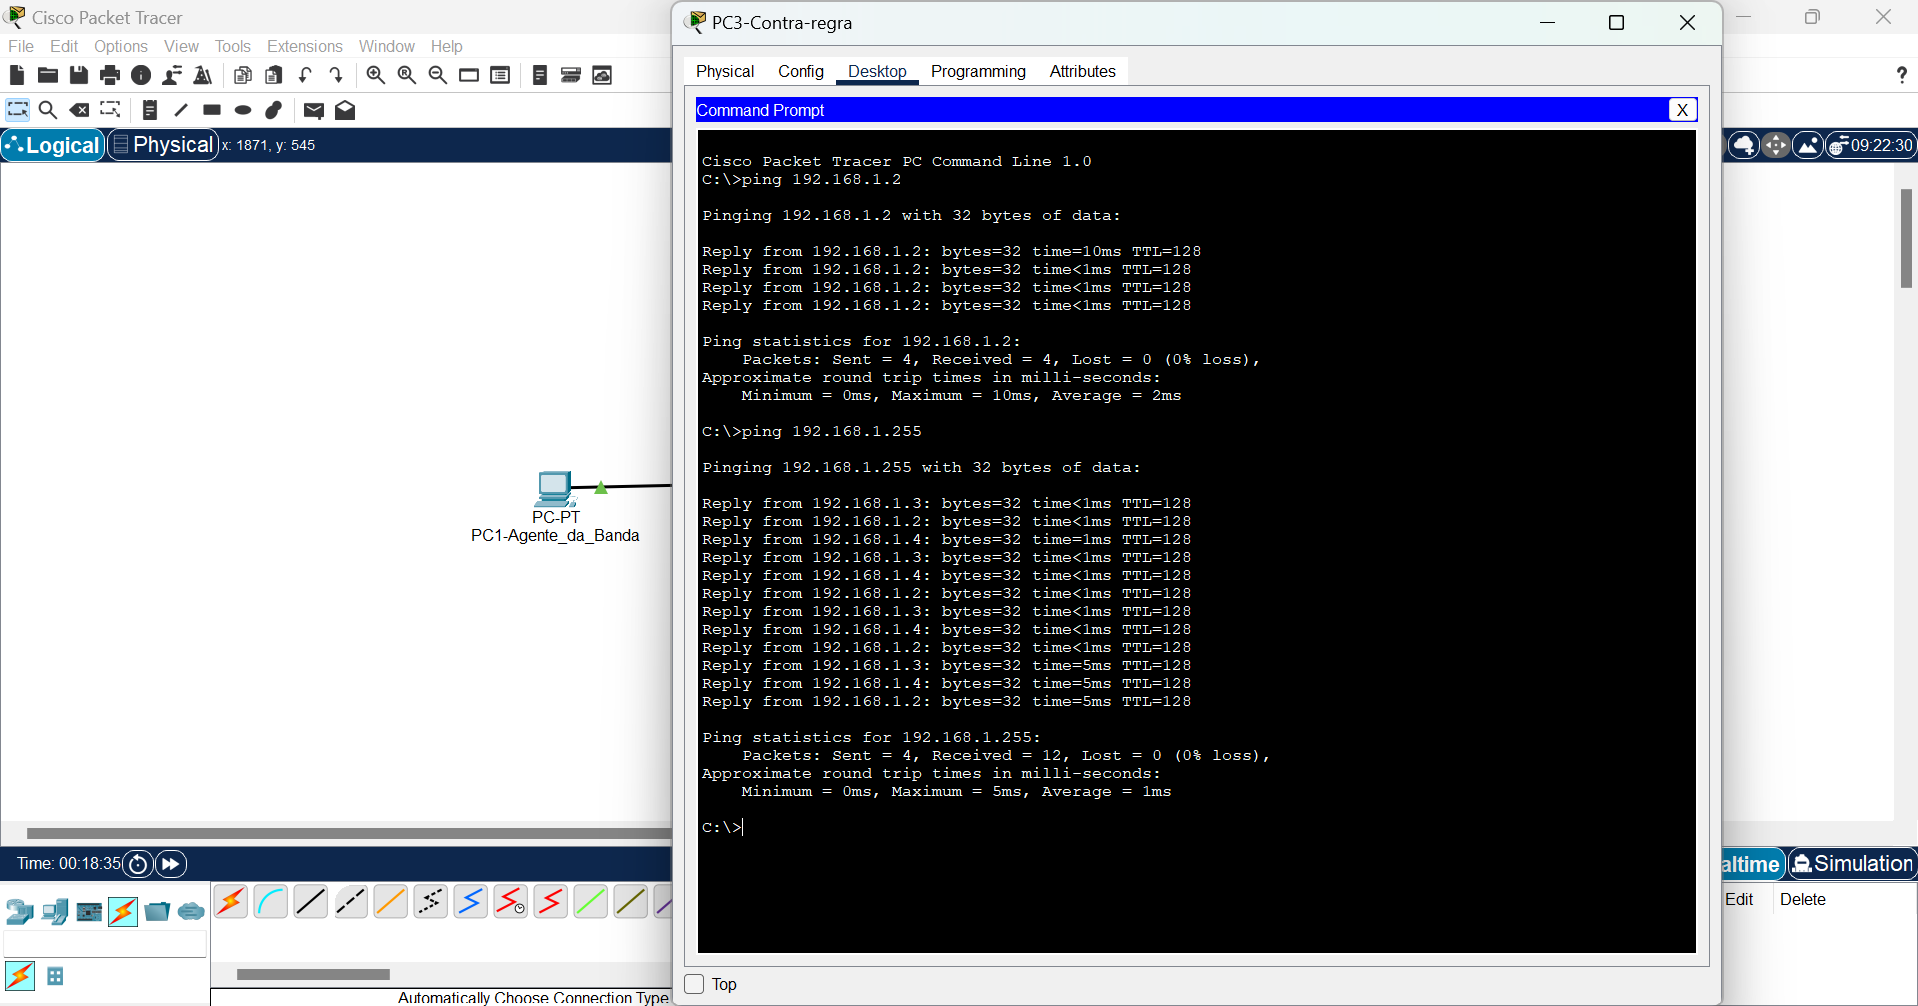 Cisco Packet Tracer
File Edit Options View Tools Extensions Window Help
Logical Physical x: 1871, y: 545
PC-PT
PC1-Agente_da_Banda
Time: 00:18:35
Automatically Choose Connection Type
PC3-Contra-regra
Physical Config Desktop Programming Attributes
Command Prompt X
Cisco Packet Tracer PC Command Line 1.0
C:\>ping 192.168.1.2
Pinging 192.168.1.2 with 32 bytes of data:
Reply from 192.168.1.2: bytes=32 time=10ms TTL=128
Reply from 192.168.1.2: bytes=32 time<1ms TTL=128
Reply from 192.168.1.2: bytes=32 time<1ms TTL=128
Reply from 192.168.1.2: bytes=32 time<1ms TTL=128
Ping statistics for 192.168.1.2:
Packets: Sent = 4, Received = 4, Lost = 0 (0% loss),
Approximate round trip times in milli-seconds:
Minimum = 0ms, Maximum = 10ms, Average = 2ms
C:\>ping 192.168.1.255
Pinging 192.168.1.255 with 32 bytes of data:
Reply from 192.168.1.3: bytes=32 time<1ms TTL=128
Reply from 192.168.1.2: bytes=32 time<1ms TTL=128
Reply from 192.168.1.4: bytes=32 time=1ms TTL=128
Reply from 192.168.1.3: bytes=32 time<1ms TTL=128
Reply from 192.168.1.4: bytes=32 time<1ms TTL=128
Reply from 192.168.1.2: bytes=32 time<1ms TTL=128
Reply from 192.168.1.3: bytes=32 time<1ms TTL=128
Reply from 192.168.1.4: bytes=32 time<1ms TTL=128
Reply from 192.168.1.2: bytes=32 time<1ms TTL=128
Reply from 192.168.1.3: bytes=32 time=5ms TTL=128
Reply from 192.168.1.4: bytes=32 time=5ms TTL=128
Reply from 192.168.1.2: bytes=32 time=5ms TTL=128
Ping statistics for 192.168.1.255:
Packets: Sent = 4, Received = 12, Lost = 0 (0% loss),
Approximate round trip times in milli-seconds:
Minimum = 0ms, Maximum = 5ms, Average = 1ms
C:\>
Top
?
09:22:30
altime Simulation
Edit Delete